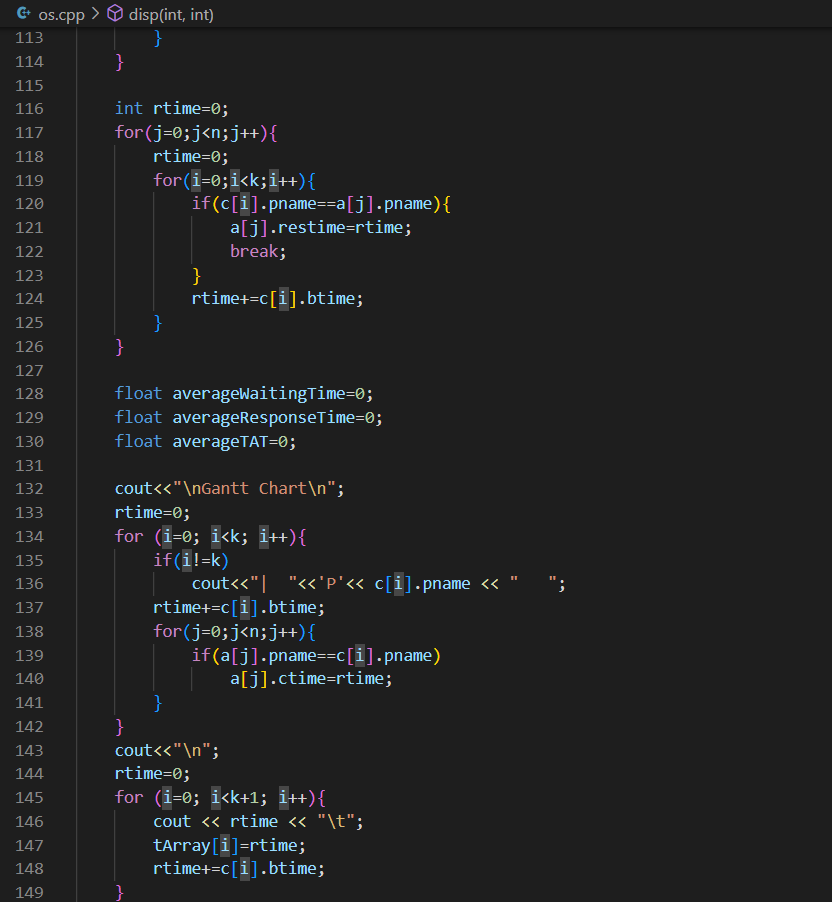 os.cpp > disp(int, int)
113 }
114 }
115
116 int rtime=0;
117 for(j=0;j<n;j++){
118 rtime=0;
119 for(i=0;i<k;i++){
120 if(c[i].pname==a[j].pname){
121 a[j].restime=rtime;
122 break;
123 }
124 rtime+=c[i].btime;
125 }
126 }
127
128 float averageWaitingTime=0;
129 float averageResponseTime=0;
130 float averageTAT=0;
131
132 cout<<"\nGantt Chart\n";
133 rtime=0;
134 for (i=0; i<k; i++){
135 if(i!=k)
136 cout<<"|  "<<'P'<< c[i].pname << "   ";
137 rtime+=c[i].btime;
138 for(j=0;j<n;j++){
139 if(a[j].pname==c[i].pname)
140 a[j].ctime=rtime;
141 }
142 }
143 cout<<"\n";
144 rtime=0;
145 for (i=0; i<k+1; i++){
146 cout << rtime << "\t";
147 tArray[i]=rtime;
148 rtime+=c[i].btime;
149 }